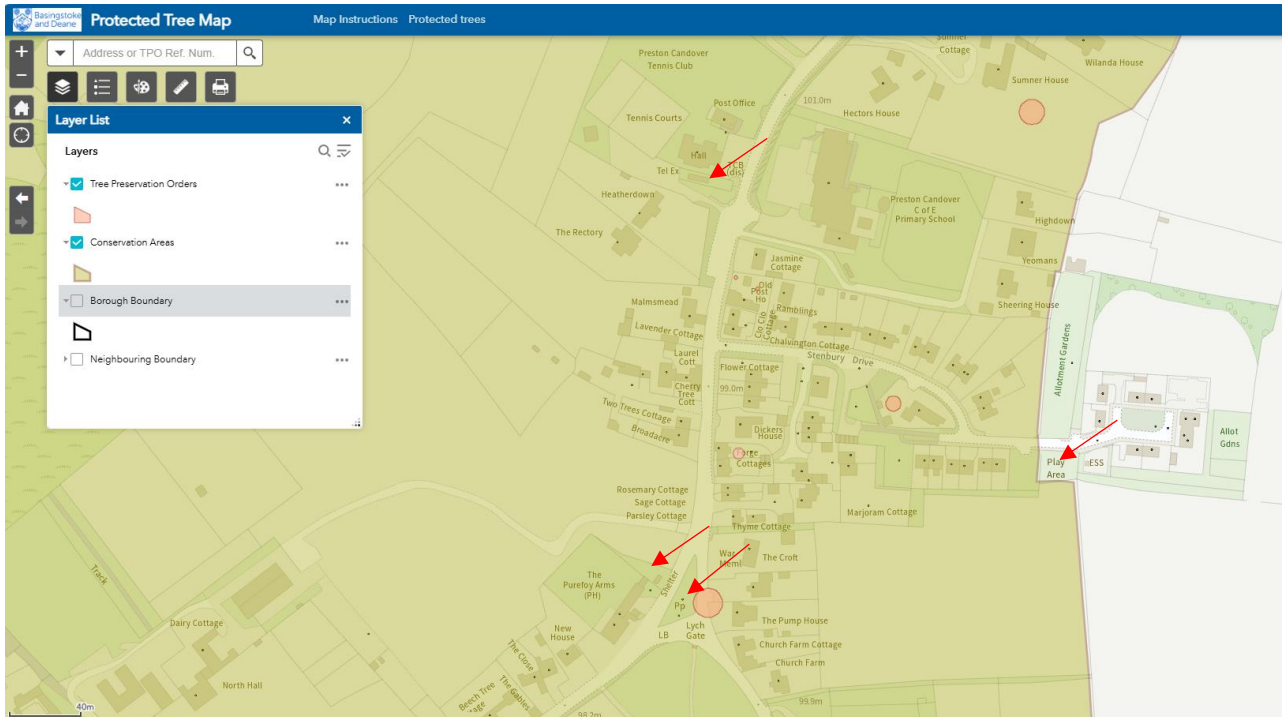 Basingstoke
and Deane
Protected Tree Map
Map Instructions
Protected trees
Address or TPO Ref. Num.
Layer List
Layers
Tree Preservation Orders
Conservation Areas
Borough Boundary
Neighbouring Boundary
Preston Candover
Tennis Club
Cottage
Wilanda House
Sumner House
Post Office
101.0m
Hectors House
Tennis Courts
Hall
TCB
(dis)
Tel Ex
Heatherdown
Preston Candover
C of E
Primary School
Highdown
The Rectory
Yeomans
Jasmine
Cottage
Old
Post
Ho
Malmsmead
Ramblings
Clo Clo
Cottage
Sheering House
Lavender Cottage
Chalvington Cottage
Stenbury Drive
Allotment Gardens
Laurel
Cott
Flower Cottage
Cherry
Tree
Cott
99.0m
Two Trees Cottage
Broadacre
Dickers
House
Forge
Cottages
Allot
Gdns
Play
Area
ESS
Rosemary Cottage
Sage Cottage
Parsley Cottage
Marjoram Cottage
Thyme Cottage
War
Meml
The Croft
The
Purefoy Arms
(PH)
Shelter
Track
Pp
Dairy Cottage
New
House
Lych
Gate
LB
The Pump House
Church Farm Cottage
Church Farm
The Close
The Gables
Beech Tree
North Hall
40m
98.2m
99.9m